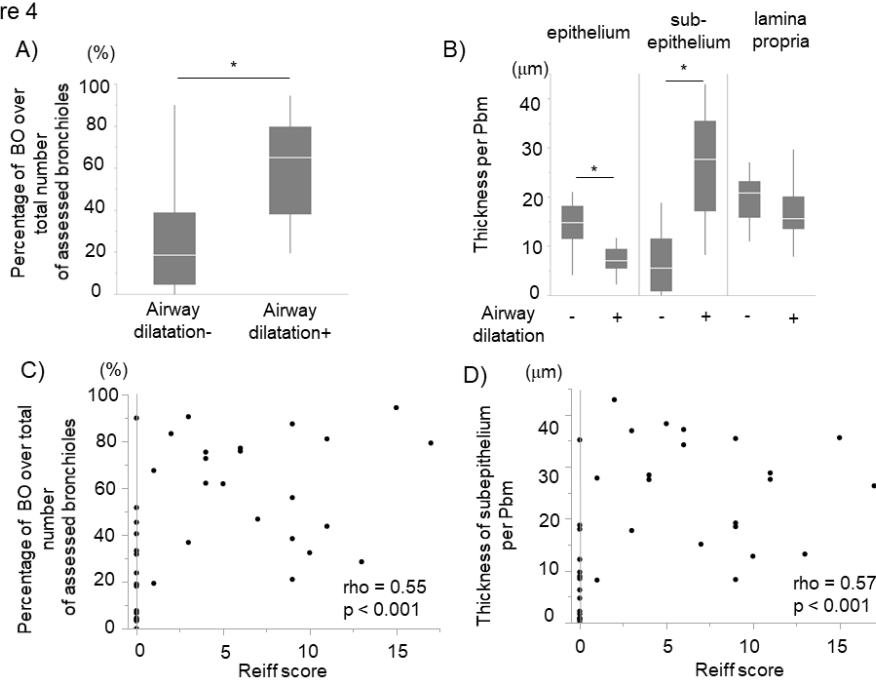 re 4
A)
(%)
*
Percentage of BO over
total number
of assessed bronchioles
100
80
60
40
20
0
Airway
dilatation-
Airway
dilatation+
B)
epithelium
sub-
epithelium
lamina
propria
(μm)
*
*
Thickness per Pbm
40
30
20
10
0
Airway
dilatation
- + - + - +
C)
(%)
Percentage of BO over total
number
of assessed bronchioles
100
80
60
40
20
0
rho = 0.55
p < 0.001
0 5 10 15
Reiff score
D)
(μm)
Thickness of subepithelium
per Pbm
40
30
20
10
0
rho = 0.57
p < 0.001
0 5 10 15
Reiff score